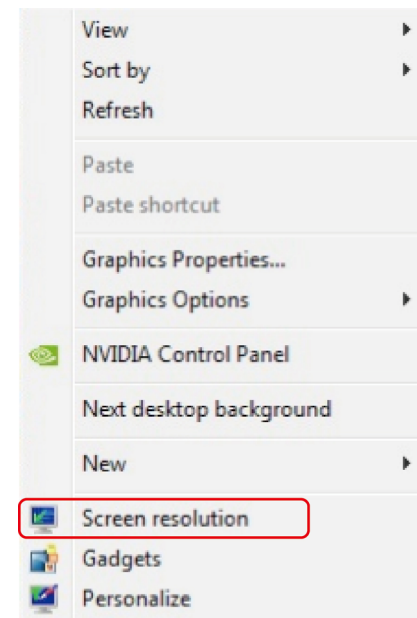 View
Sort by
Refresh
Paste
Paste shortcut
Graphics Properties...
Graphics Options
NVIDIA Control Panel
Next desktop background
New
Screen resolution
Gadgets
Personalize